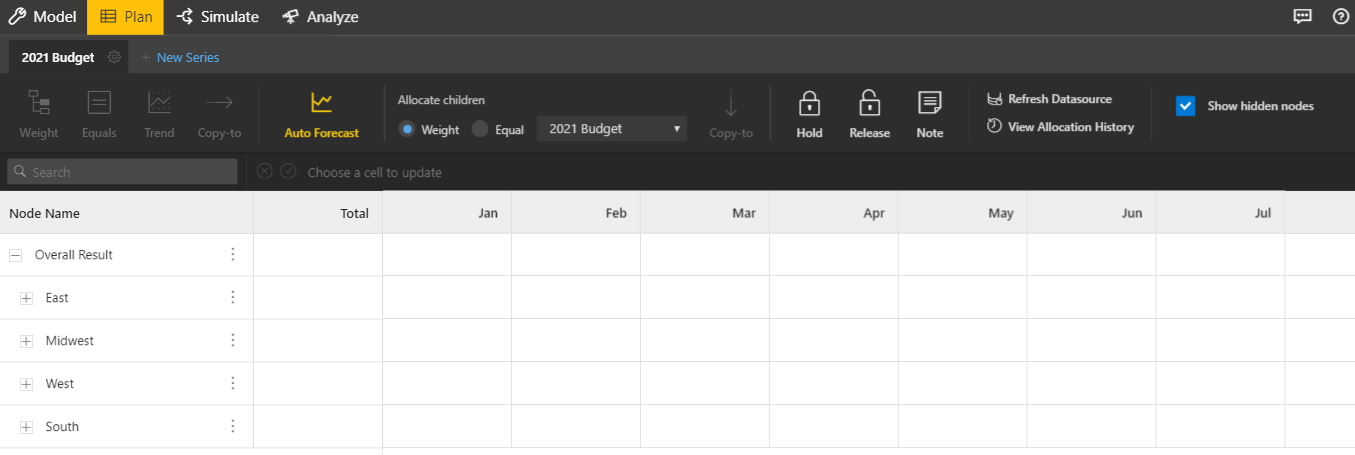 Model Plan Simulate Analyze
2021 Budget + New Series
Allocate children
Weight Equal 2021 Budget
Weight Equals Trend Copy-to Auto Forecast Copy-to Hold Release Note
Refresh Datasource
View Allocation History
Show hidden nodes
Search Choose a cell to update
Node Name Total Jan Feb Mar Apr May Jun Jul
Overall Result
East
Midwest
West
South